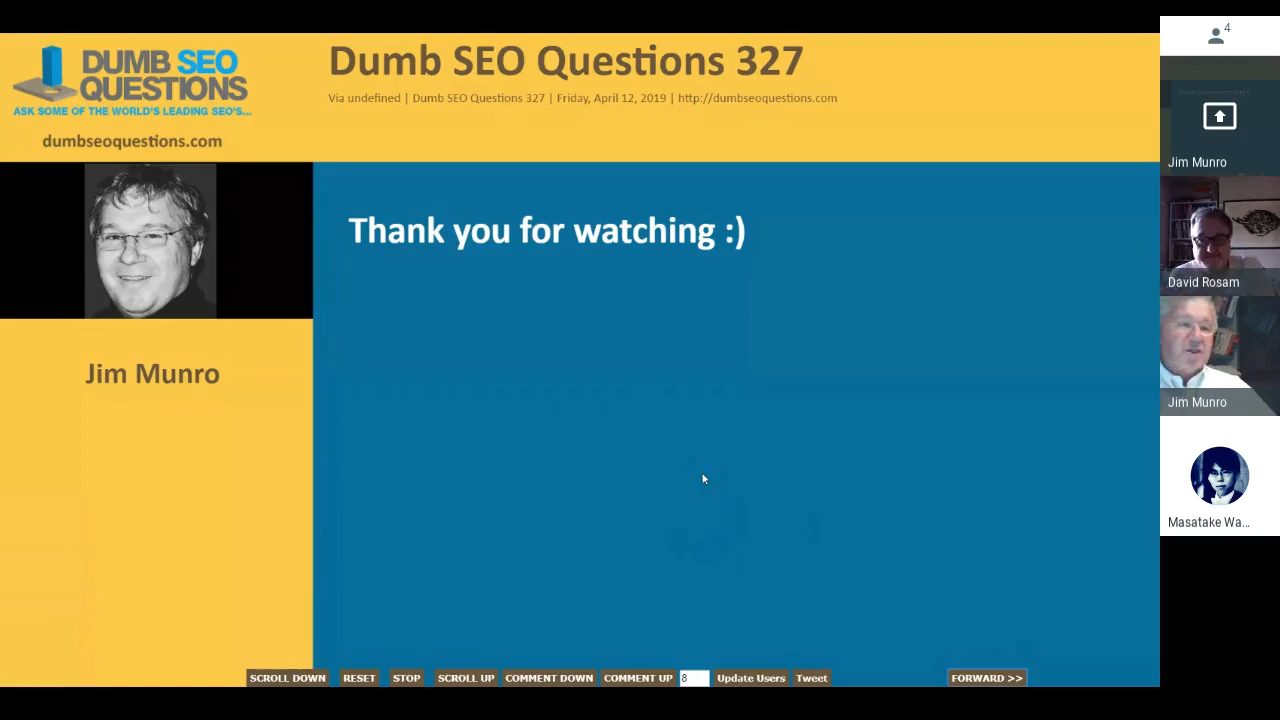 DUMB SEO
QUESTIONS
ASK SOME OF THE WORLD'S LEADING SEO'S...
dumbseoquestions.com
Dumb SEO Questions 327
Via undefined | Dumb SEO Questions 327 | Friday, April 12, 2019 | http://dumbseoquestions.com
Jim Munro
Thank you for watching :)
SCROLL DOWN RESET STOP SCROLL UP COMMENT DOWN COMMENT UP 8 Update Users Tweet FORWARD >>
4
Jim Munro
David Rosam
Jim Munro
Masatake Wa...